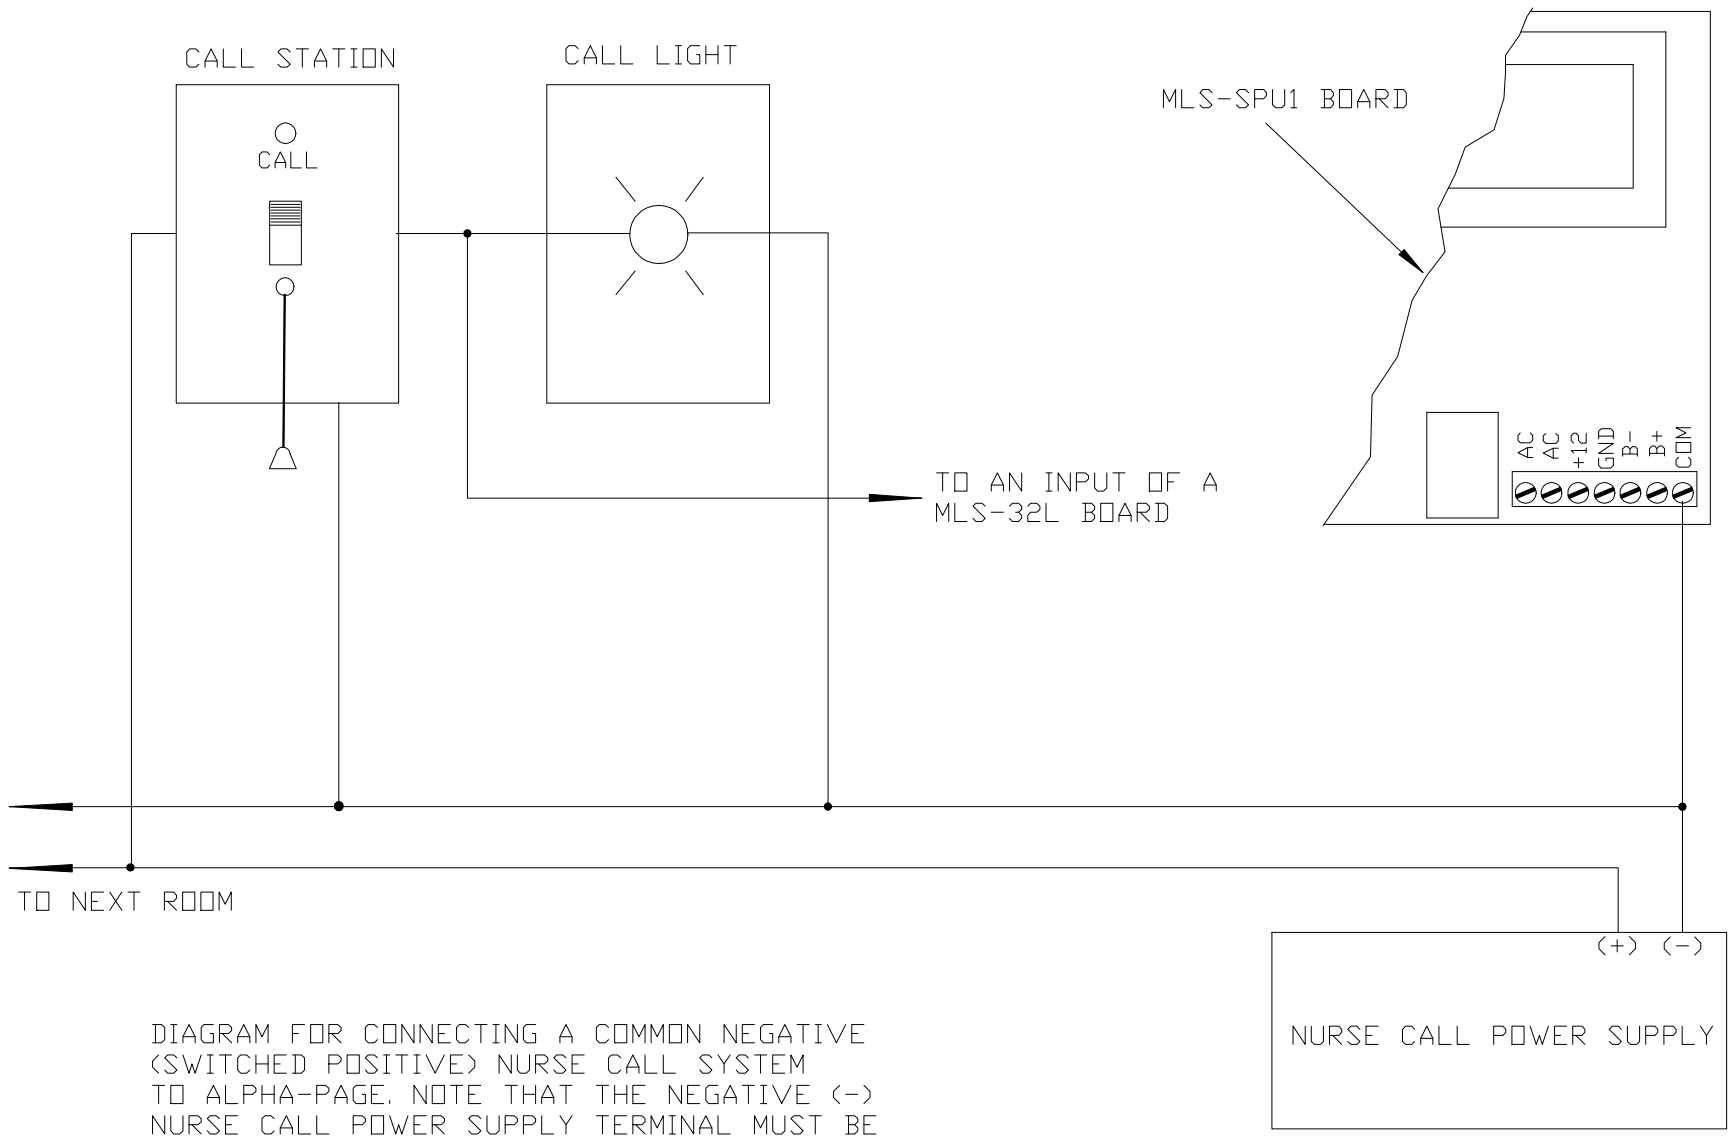 CALL STATION
CALL LIGHT
MLS-SPU1 BOARD
CALL
AC
AC
+12
GND
B-
B+
COM
TO AN INPUT OF A
MLS-32L BOARD
TO NEXT ROOM
(+) (-)
NURSE CALL POWER SUPPLY
DIAGRAM FOR CONNECTING A COMMON NEGATIVE
(SWITCHED POSITIVE) NURSE CALL SYSTEM
TO ALPHA-PAGE. NOTE THAT THE NEGATIVE (-)
NURSE CALL POWER SUPPLY TERMINAL MUST BE